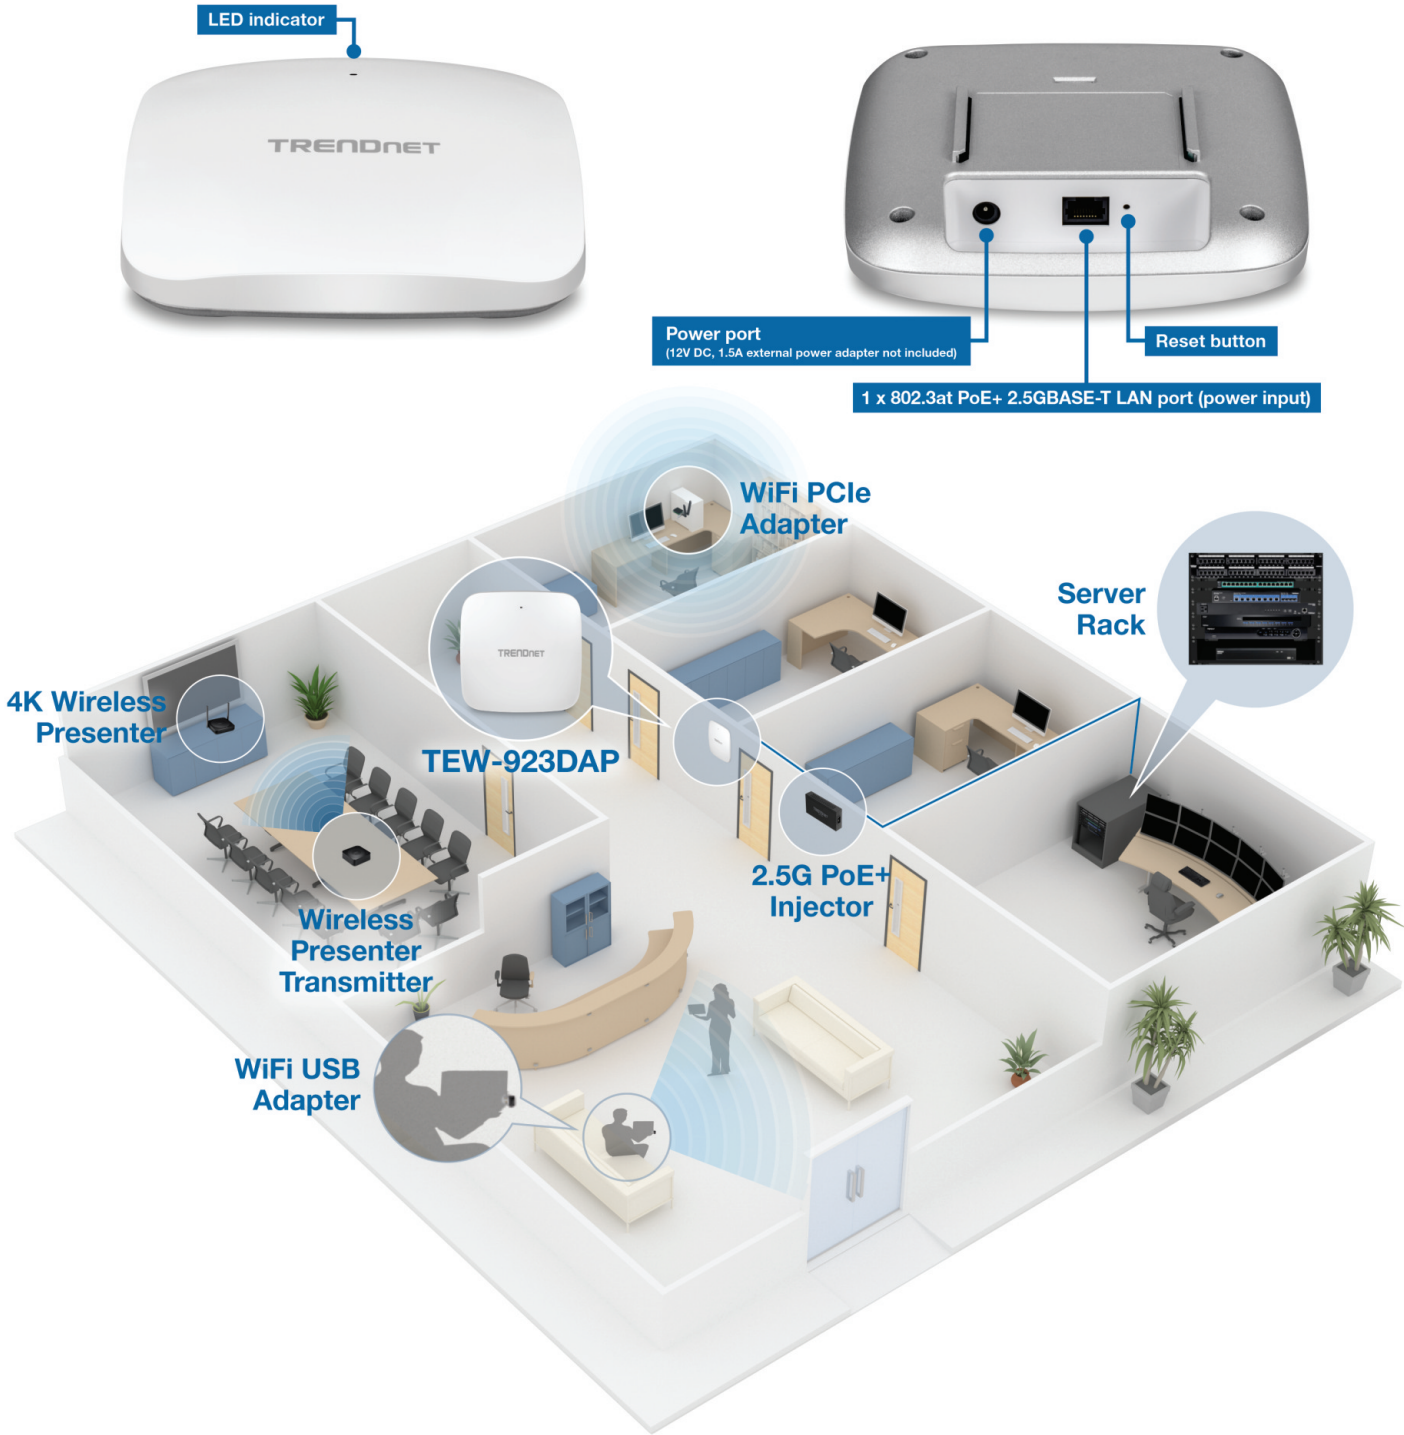 LED indicator
TRENDNET
Power port
(12V DC, 1.5A external power adapter not included)
Reset button
1 x 802.3at PoE+ 2.5GBASE-T LAN port (power input)
WiFi PCIe
Adapter
Server
Rack
TRENDNET
4K Wireless
Presenter
TEW-923DAP
2.5G PoE+
Injector
Wireless
Presenter
Transmitter
WiFi USB
Adapter